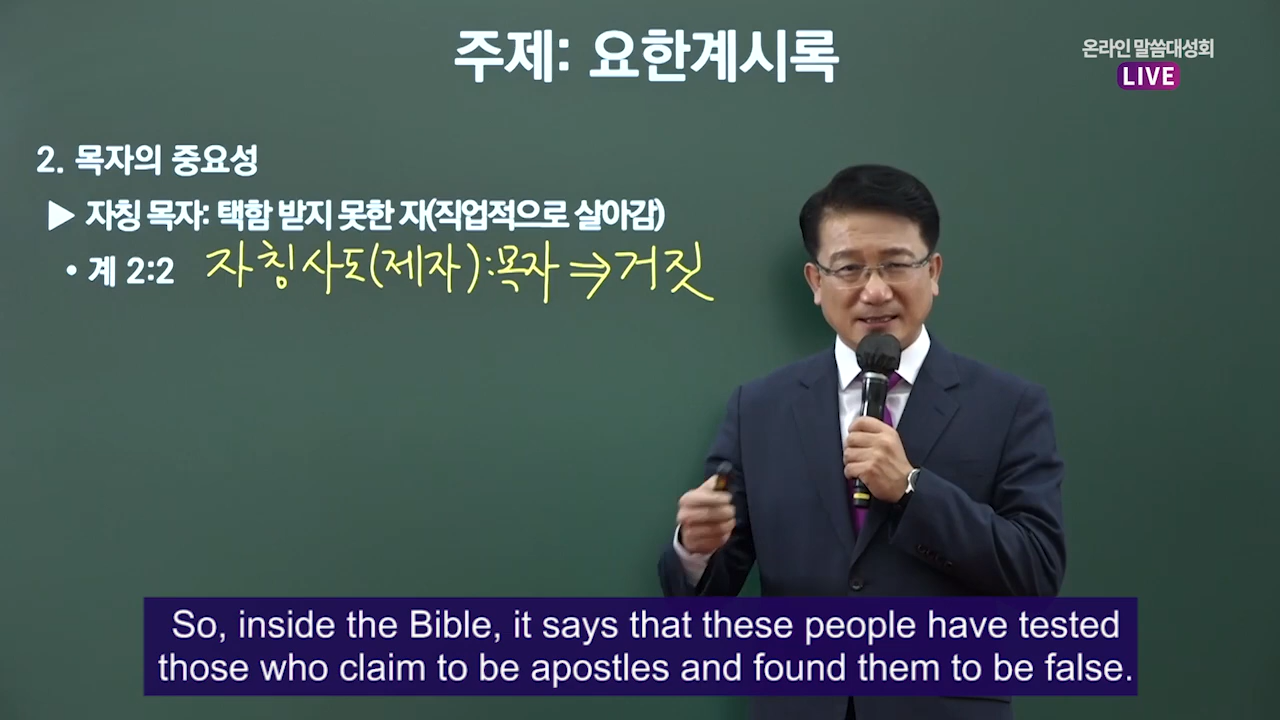 주제: 요한계시록
온라인 말씀대성회
LIVE
2. 목자의 중요성
▶ 자칭 목자: 택함 받지 못한 자(직업적으로 살아감)
• 계 2:2 자칭사도(제자):목자 ⇒ 거짓
So, inside the Bible, it says that these people have tested
those who claim to be apostles and found them to be false.